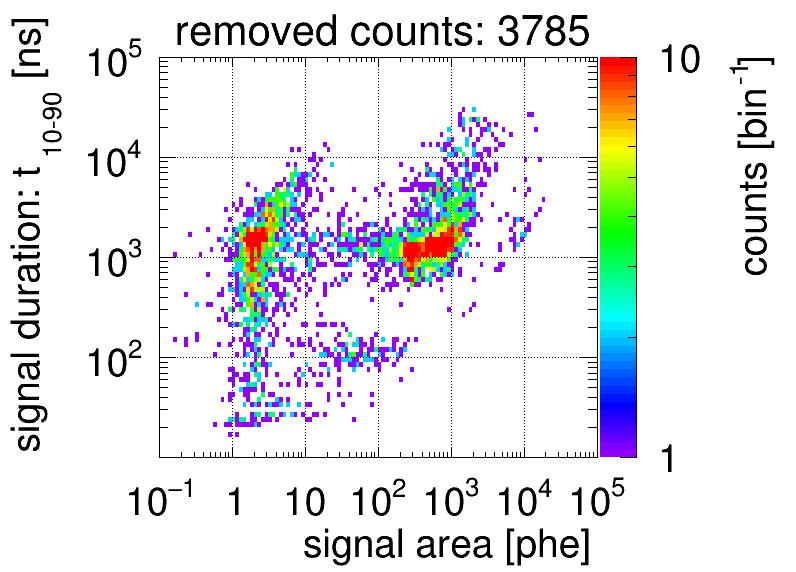 removed counts: 3785
signal duration: t 10-90 [ns]
10^5
10^4
10^3
10^2
10^−1 1 10 10^2 10^3 10^4 10^5
signal area [phe]
10
1
counts [bin^-1]